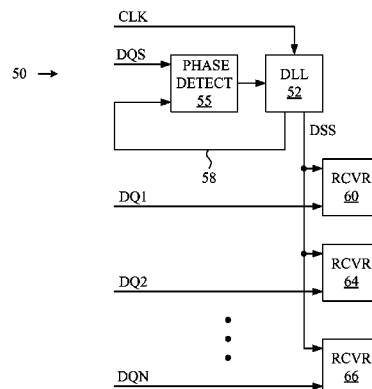 CLK
DQS
50
PHASE
DETECT
55
DLL
52
DSS
58
RCVR
60
DQ1
RCVR
64
DQ2
RCVR
66
DQN